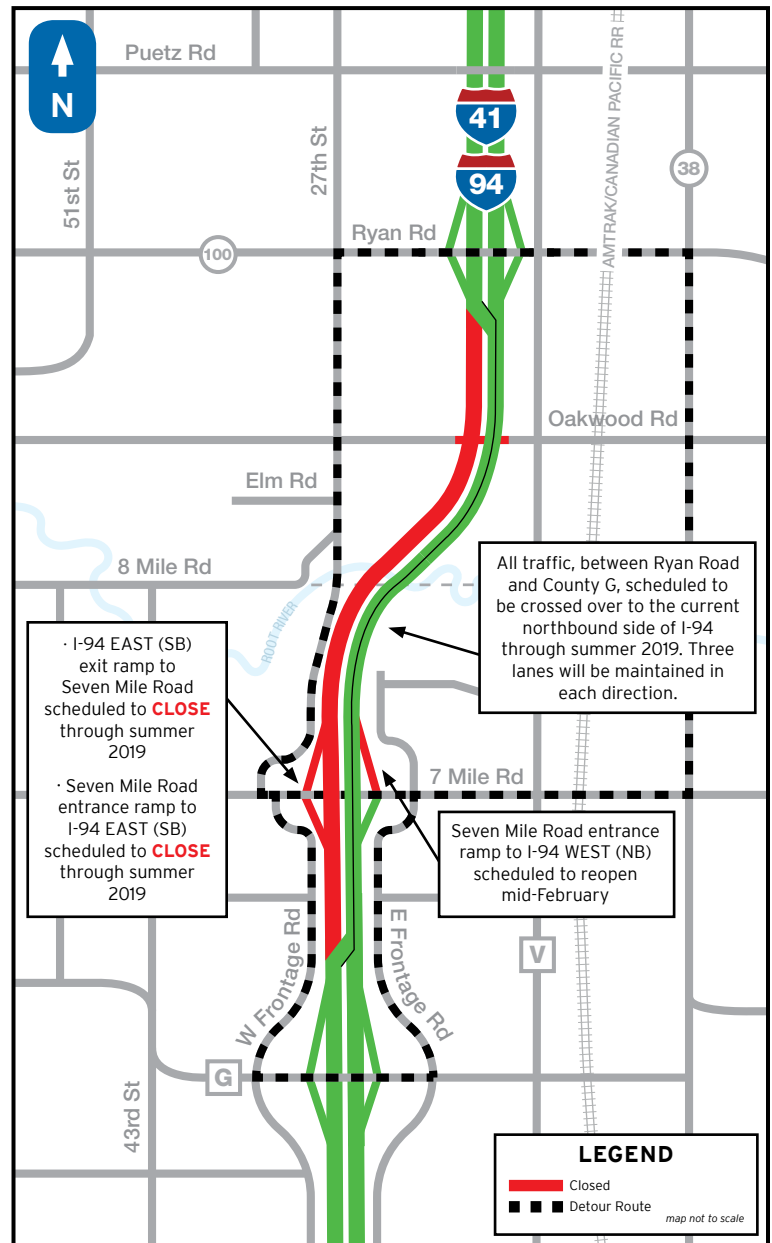 N
Puetz Rd
51st St
27th St
41
94
AMTRAK/CANADIAN PACIFIC RR
38
Ryan Rd
100
Oakwood Rd
Elm Rd
8 Mile Rd
ROOT RIVER
All traffic, between Ryan Road
and County G, scheduled to
be crossed over to the current
northbound side of I-94
through summer 2019. Three
lanes will be maintained in
each direction.
· I-94 EAST (SB)
exit ramp to
Seven Mile Road
scheduled to CLOSE
through summer
2019
· Seven Mile Road
entrance ramp to
I-94 EAST (SB)
scheduled to CLOSE
through summer
2019
7 Mile Rd
Seven Mile Road entrance
ramp to I-94 WEST (NB)
scheduled to reopen
mid-February
W Frontage Rd
E Frontage Rd
V
G
43rd St
LEGEND
Closed
Detour Route
map not to scale